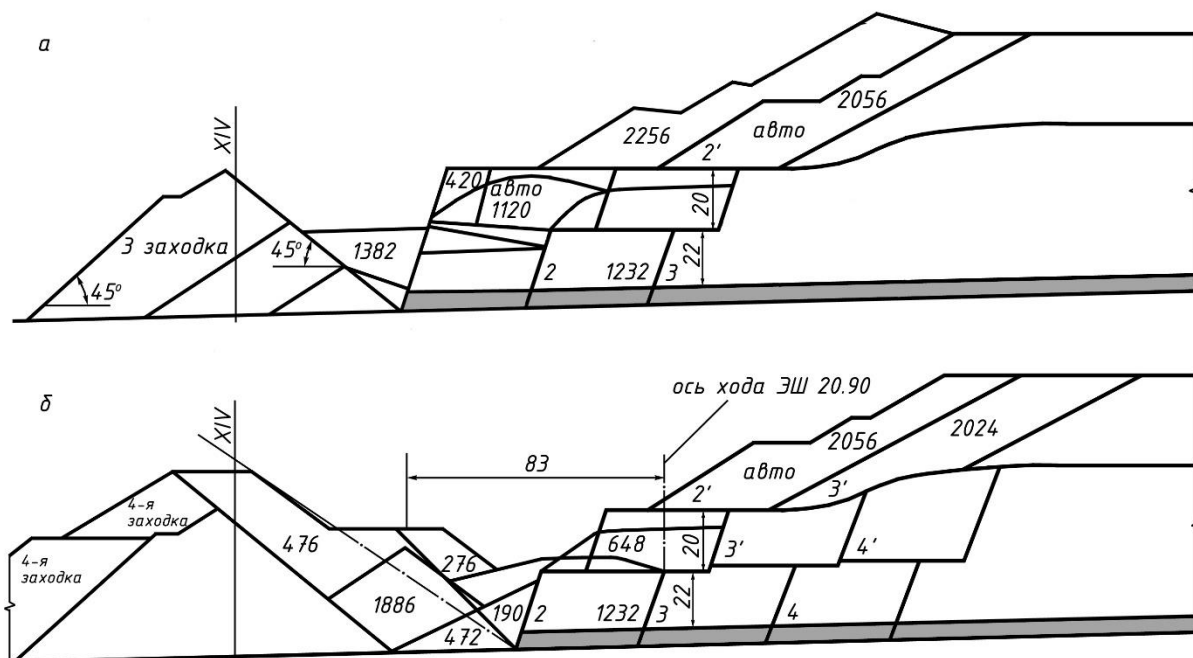 а
XIV
3 заходка
45°
45°
1382
420
авто
1120
2256
2056
авто
2'
20
22
2
1232
3
б
XIV
ось хода ЭШ 20.90
83
4-я
заходка
4-я
заходка
476
276
1886
190
472
2056
авто
2024
2'
3'
648
20
3'
4'
2
1232
3
22
4